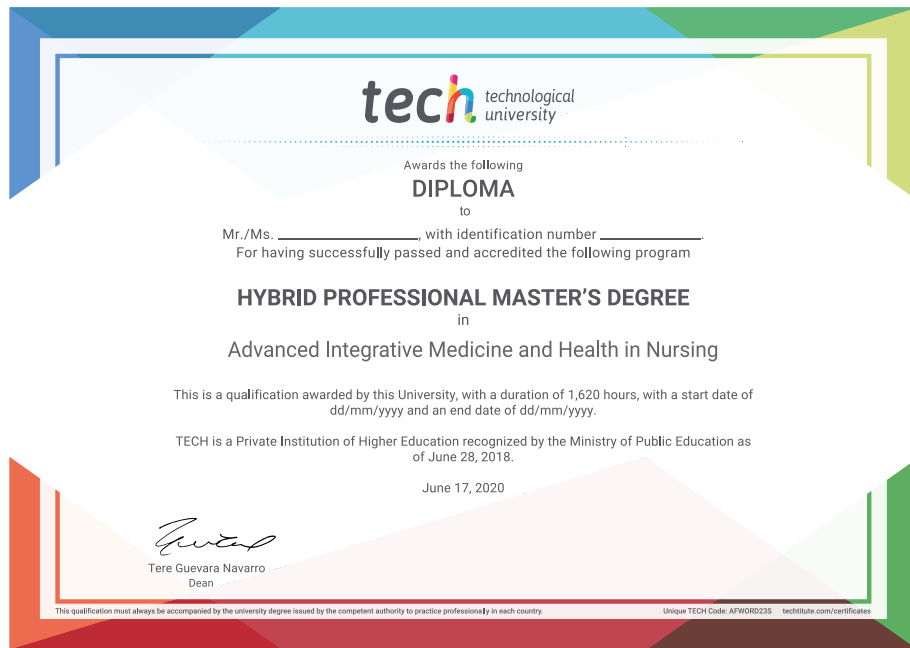 tech technological
university
Awards the following
DIPLOMA
to
Mr./Ms. ____________________, with identification number ______________.
For having successfully passed and accredited the following program
HYBRID PROFESSIONAL MASTER'S DEGREE
in
Advanced Integrative Medicine and Health in Nursing
This is a qualification awarded by this University, with a duration of 1,620 hours, with a start date of
dd/mm/yyyy and an end date of dd/mm/yyyy.
TECH is a Private Institution of Higher Education recognized by the Ministry of Public Education as
of June 28, 2018.
June 17, 2020
Tere Guevara Navarro
Dean
This qualification must always be accompanied by the university degree issued by the competent authority to practice professionally in each country.
Unique TECH Code: AFWORD23S techtitute.com/certificates